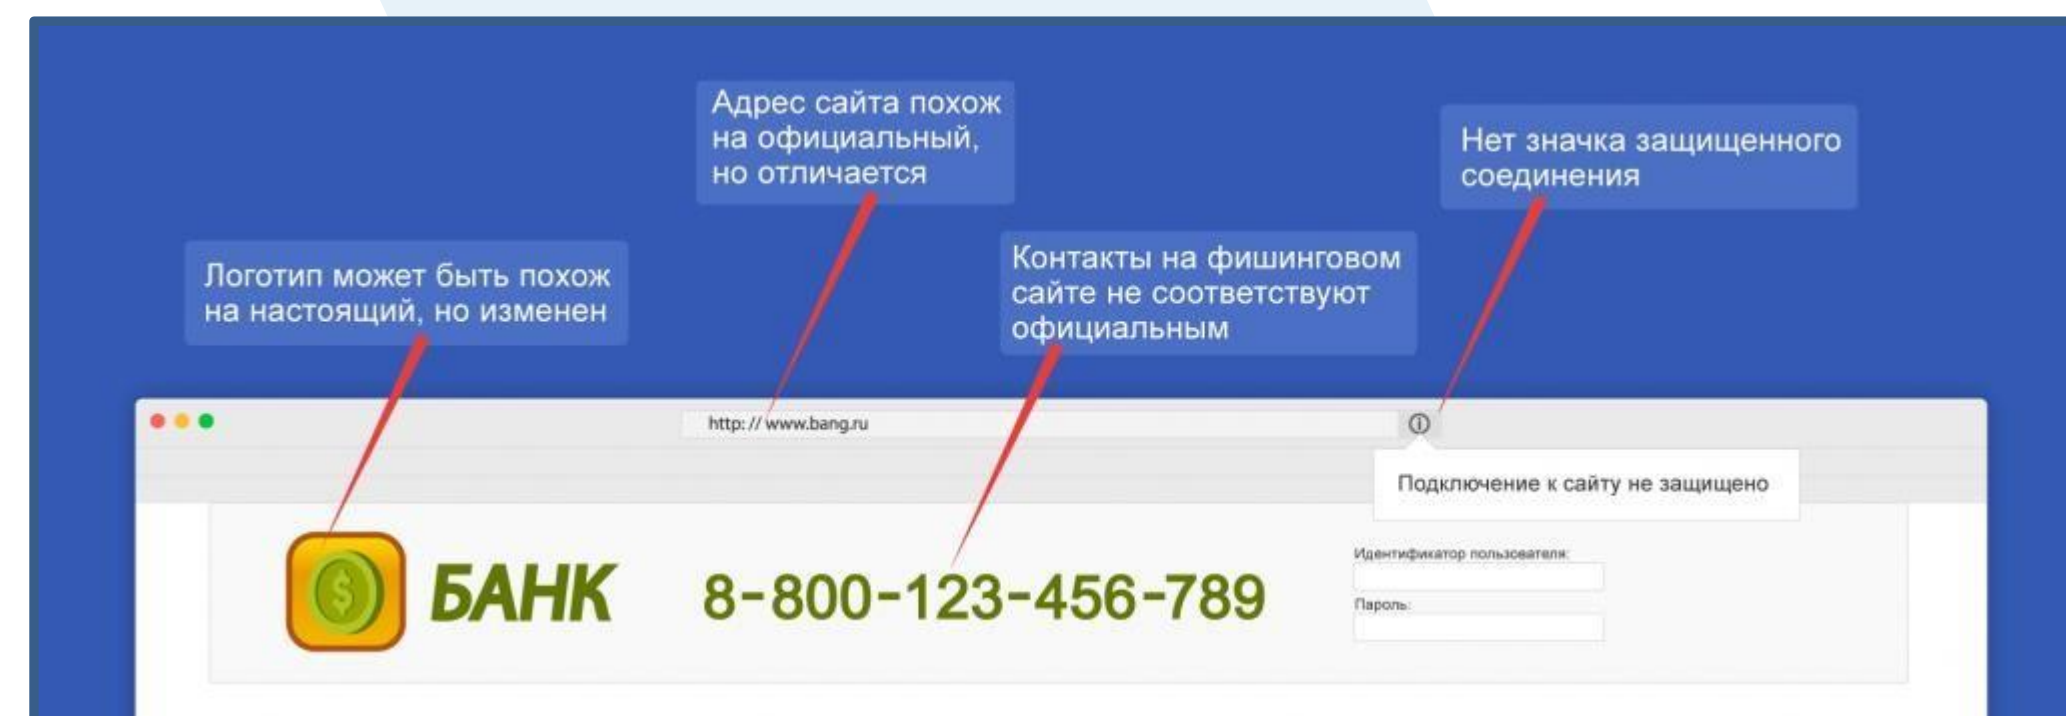 Адрес сайта похож
на официальный,
но отличается
Нет значка защищенного
соединения
Логотип может быть похож
на настоящий, но изменен
Контакты на фишинговом
сайте не соответствуют
официальным
http: // www.bang.ru
Подключение к сайту не защищено
БАНК
8-800-123-456-789
Идентификатор пользователя:
Пароль: